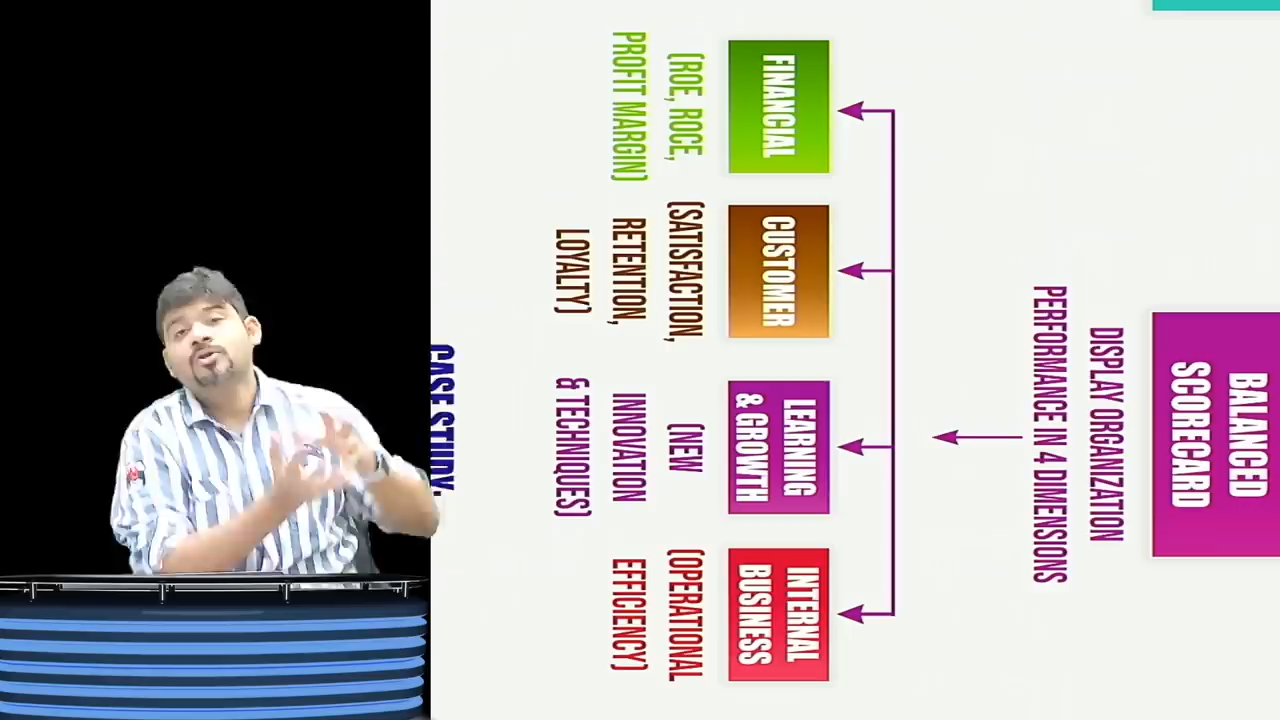 BALANCED
SCORECARD
DISPLAY ORGANIZATION
PERFORMANCE IN 4 DIMENSIONS
FINANCIAL
(ROE, ROCE,
PROFIT MARGIN)
CUSTOMER
(SATISFACTION,
RETENTION,
LOYALTY)
LEARNING
& GROWTH
(NEW
INNOVATION
& TECHNIQUES)
INTERNAL
BUSINESS
(OPERATIONAL
EFFICIENCY)
CASE STUDY: